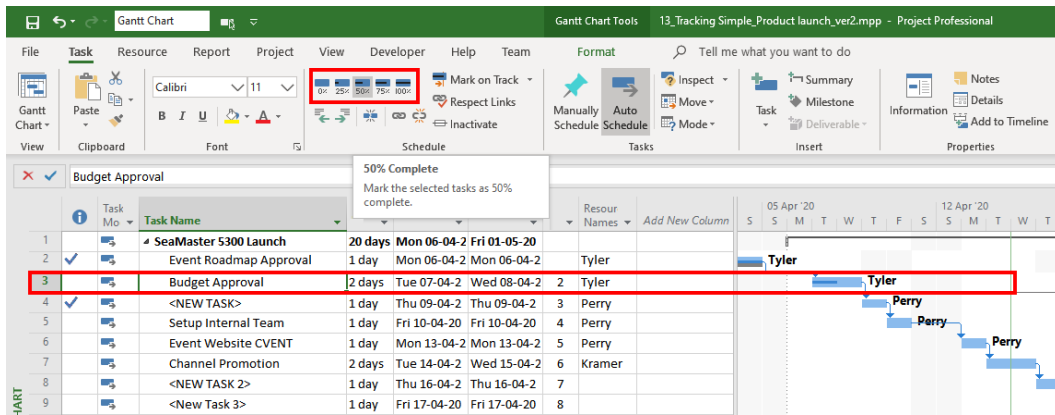 Gantt Chart
Gantt Chart Tools
13_Tracking Simple_Product launch_ver2.mpp - Project Professional
File Task Resource Report Project View Developer Help Team Format Tell me what you want to do
Gantt Chart
View
Paste
Clipboard
Calibri 11
B I U A
Font
0% 25% 50% 75% 100%
Mark on Track
Respect Links
Inactivate
Schedule
Manually Schedule
Auto Schedule
Inspect
Move
Mode
Tasks
Task
Summary
Milestone
Deliverable
Insert
Information
Notes
Details
Add to Timeline
Properties
50% Complete
Mark the selected tasks as 50%
complete.
Budget Approval
Task Mo Task Name Resour Names Add New Column
05 Apr '20 12 Apr '20
S S M T W T F S S M T W T
1 SeaMaster 5300 Launch 20 days Mon 06-04-2 Fri 01-05-20
2 Event Roadmap Approval 1 day Mon 06-04-2 Mon 06-04-2 Tyler Tyler
3 Budget Approval 2 days Tue 07-04-2 Wed 08-04-2 2 Tyler Tyler
4 <NEW TASK> 1 day Thu 09-04-2 Thu 09-04-2 3 Perry Perry
5 Setup Internal Team 1 day Fri 10-04-20 Fri 10-04-20 4 Perry Perry
6 Event Website CVENT 1 day Mon 13-04-2 Mon 13-04-2 5 Perry Perry
7 Channel Promotion 2 days Tue 14-04-2 Wed 15-04-2 6 Kramer
8 <NEW TASK 2> 1 day Thu 16-04-2 Thu 16-04-2 7
9 <New Task 3> 1 day Fri 17-04-20 Fri 17-04-20 8